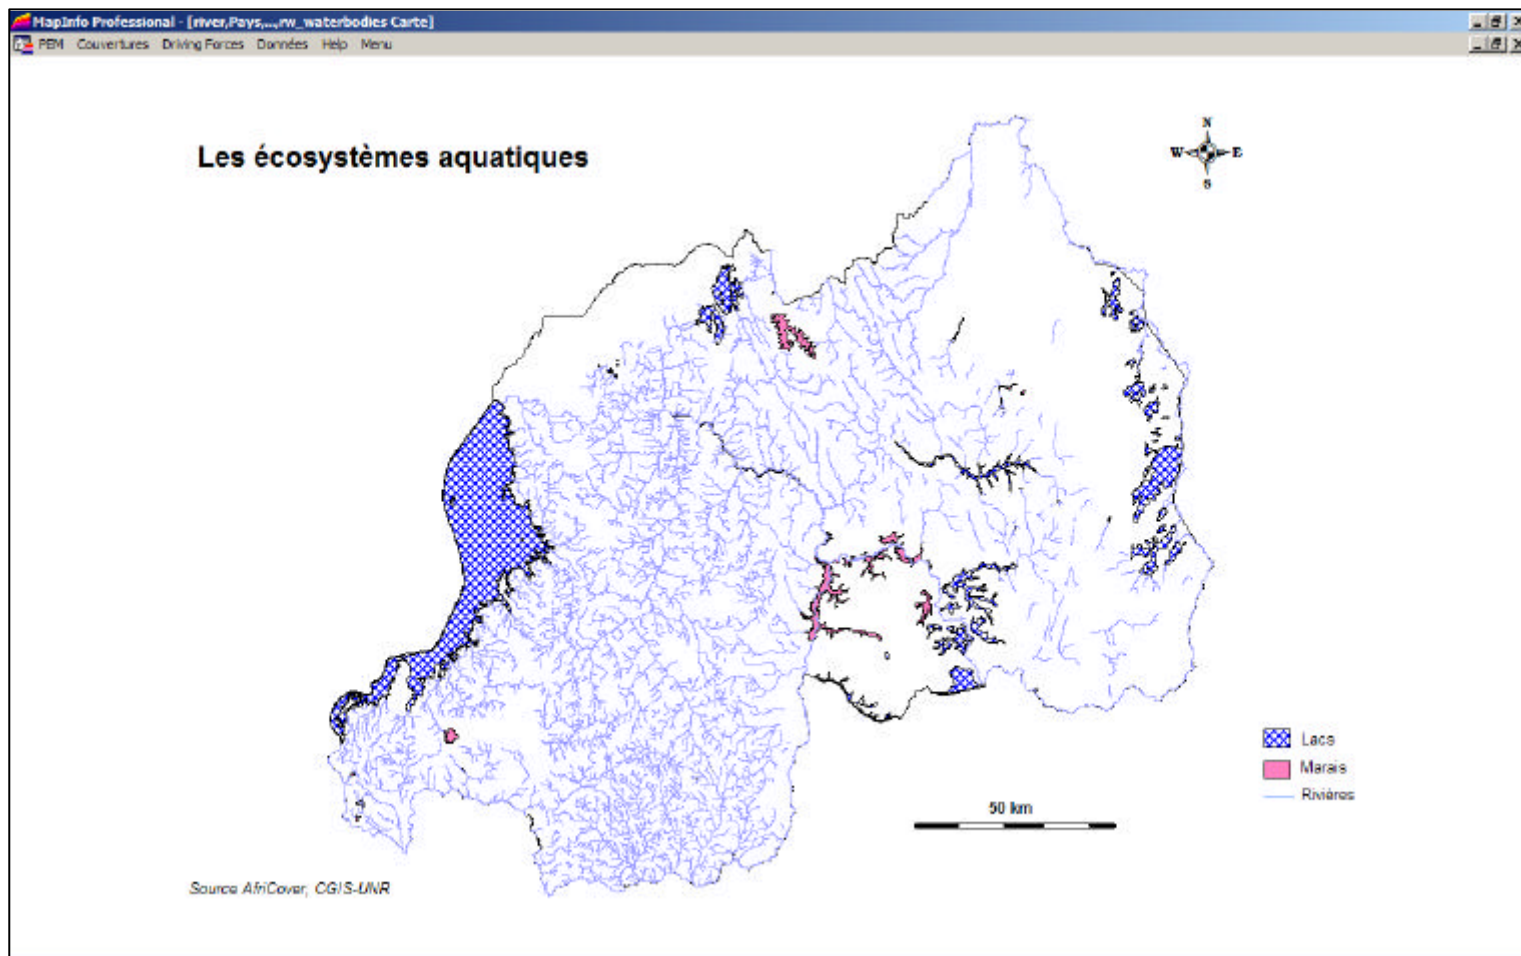 MapInfo Professional - [river,Pays,...,rw_waterbodies Carte]
PEM Couvertures Driving Forces Données Help Menu
Les écosystèmes aquatiques
N
W E
S
Lacs
Marais
Rivières
50 km
Source AfriCover, CGIS-UNR